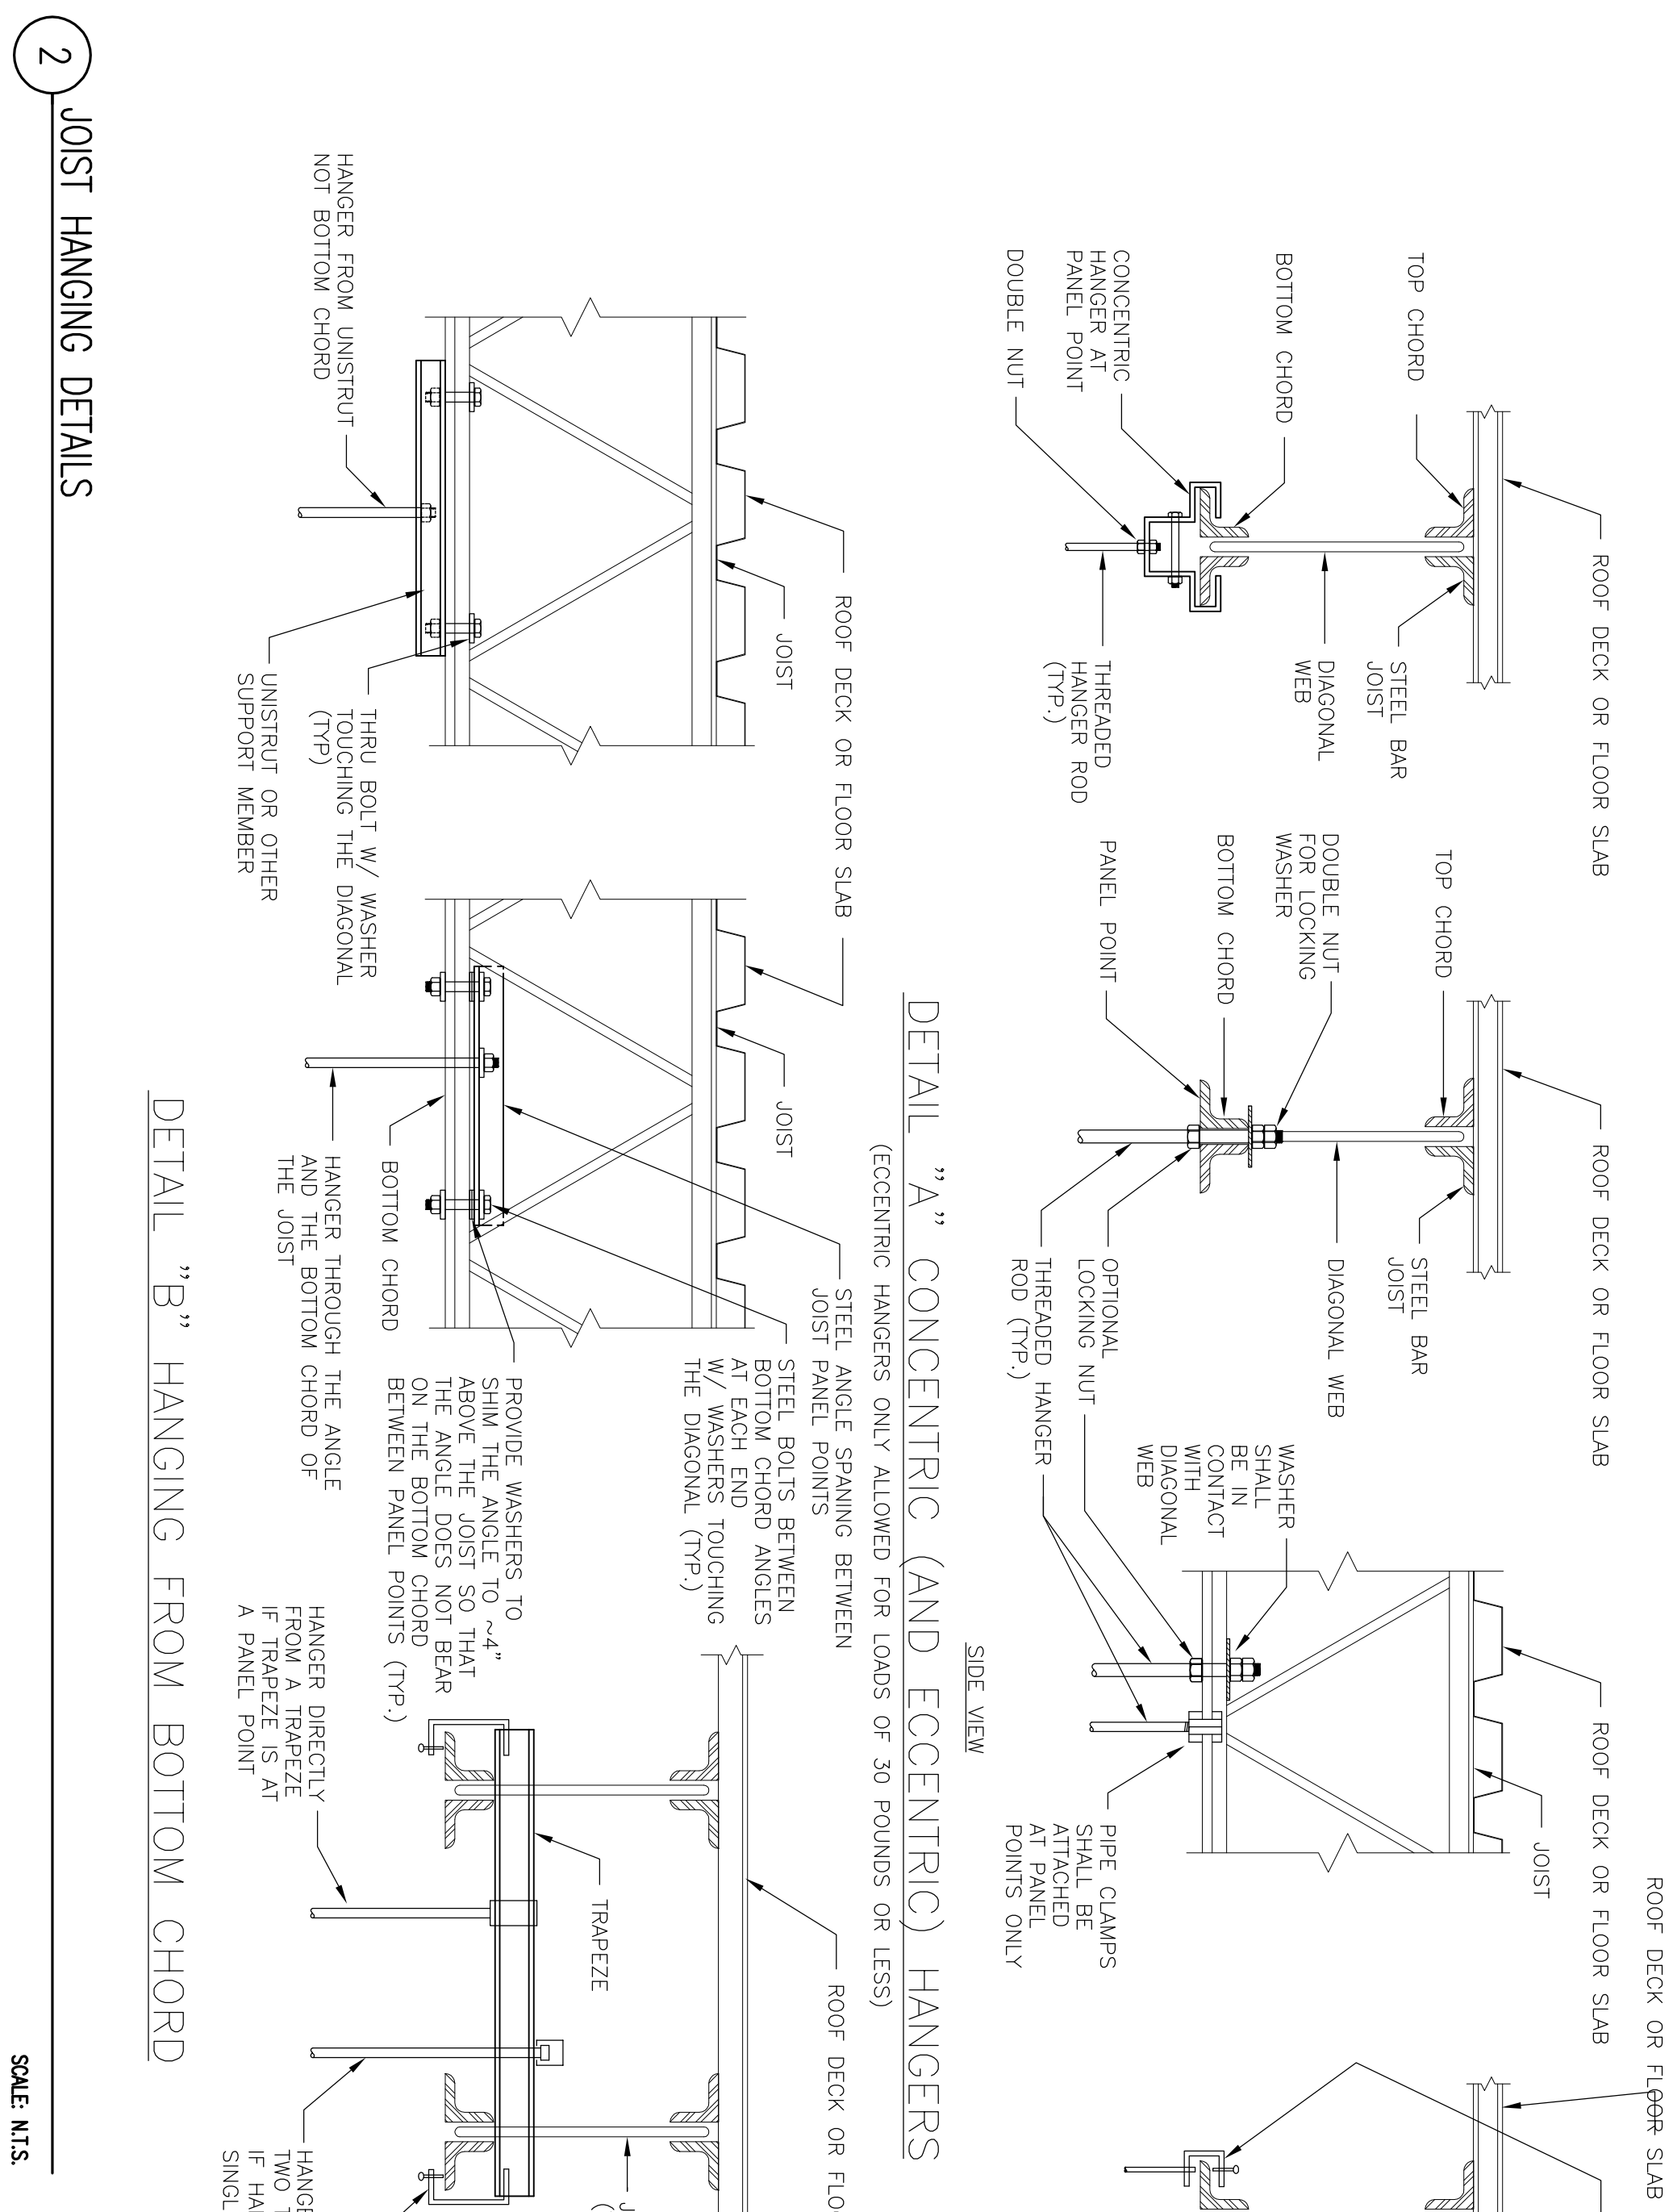 ROOF DECK OR FLOOR SLAB
TOP CHORD
STEEL BAR
JOIST
DIAGONAL
WEB
BOTTOM CHORD
CONCENTRIC
HANGER AT
PANEL POINT
DOUBLE NUT
THREADED
HANGER ROD
(TYP.)
ROOF DECK OR FLOOR SLAB
TOP CHORD
STEEL BAR
JOIST
DOUBLE NUT
FOR LOCKING
WASHER
DIAGONAL WEB
BOTTOM CHORD
PANEL POINT
OPTIONAL
LOCKING NUT
THREADED HANGER
ROD (TYP.)
ROOF DECK OR FLOOR SLAB
JOIST
WASHER
SHALL
BE IN
CONTACT
WITH
DIAGONAL
WEB
PIPE CLAMPS
SHALL BE
ATTACHED
AT PANEL
POINTS ONLY
SIDE VIEW
ROOF DECK OR FLOOR SLAB
DETAIL "A" CONCENTRIC (AND ECCENTRIC) HANGERS
(ECCENTRIC HANGERS ONLY ALLOWED FOR LOADS OF 30 POUNDS OR LESS)
ROOF DECK OR FLOOR SLAB
JOIST
HANGER FROM UNISTRUT
NOT BOTTOM CHORD
THRU BOLT W/ WASHER
TOUCHING THE DIAGONAL
(TYP)
UNISTRUT OR OTHER
SUPPORT MEMBER
JOIST
STEEL ANGLE SPANING BETWEEN
JOIST PANEL POINTS
STEEL BOLTS BETWEEN
BOTTOM CHORD ANGLES
AT EACH END
W/ WASHERS TOUCHING
THE DIAGONAL (TYP.)
PROVIDE WASHERS TO
SHIM THE ANGLE TO ~4"
ABOVE THE JOIST SO THAT
THE ANGLE DOES NOT BEAR
ON THE BOTTOM CHORD
BETWEEN PANEL POINTS (TYP.)
BOTTOM CHORD
HANGER THROUGH THE ANGLE
AND THE BOTTOM CHORD OF
THE JOIST
ROOF DECK OR FLOO
TRAPEZE
HANGER DIRECTLY
FROM A TRAPEZE
IF TRAPEZE IS AT
A PANEL POINT
HANGE
TWO T
IF HA
SINGL
DETAIL "B" HANGING FROM BOTTOM CHORD
2
JOIST HANGING DETAILS
SCALE: N.T.S.